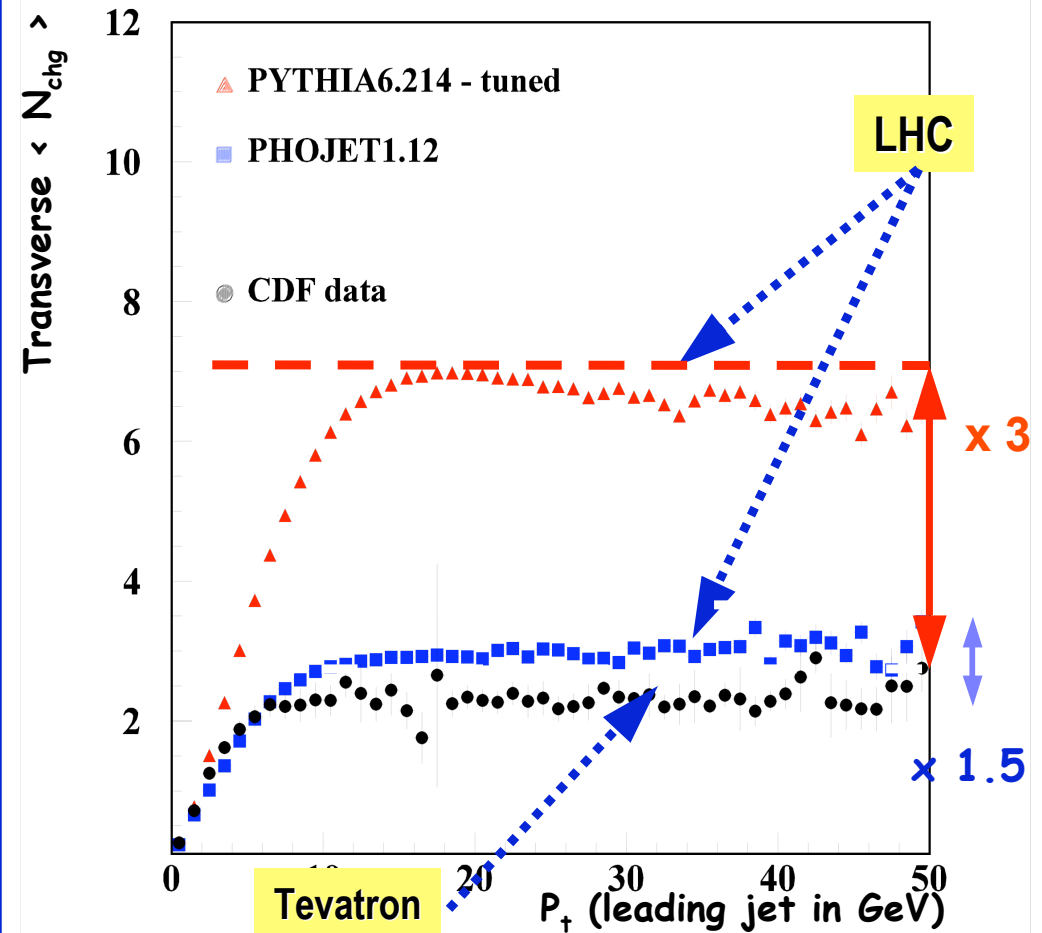 Transverse < Nchg >
12
10
8
6
4
2
PYTHIA6.214 - tuned
PHOJET1.12
CDF data
LHC
x 3
x 1.5
0
10
20
30
40
50
Tevatron
Pt (leading jet in GeV)